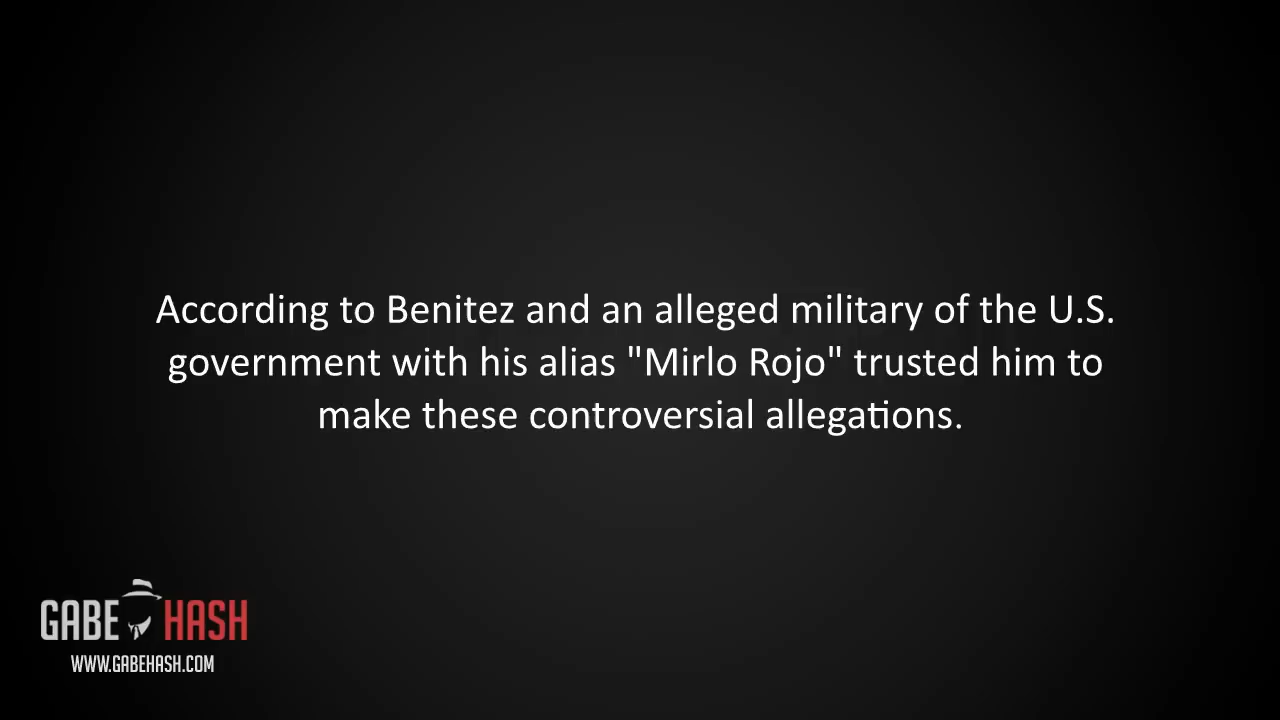 According to Benitez and an alleged military of the U.S.
government with his alias "Mirlo Rojo" trusted him to
make these controversial allegations.
GABE HASH
WWW.GABEHASH.COM